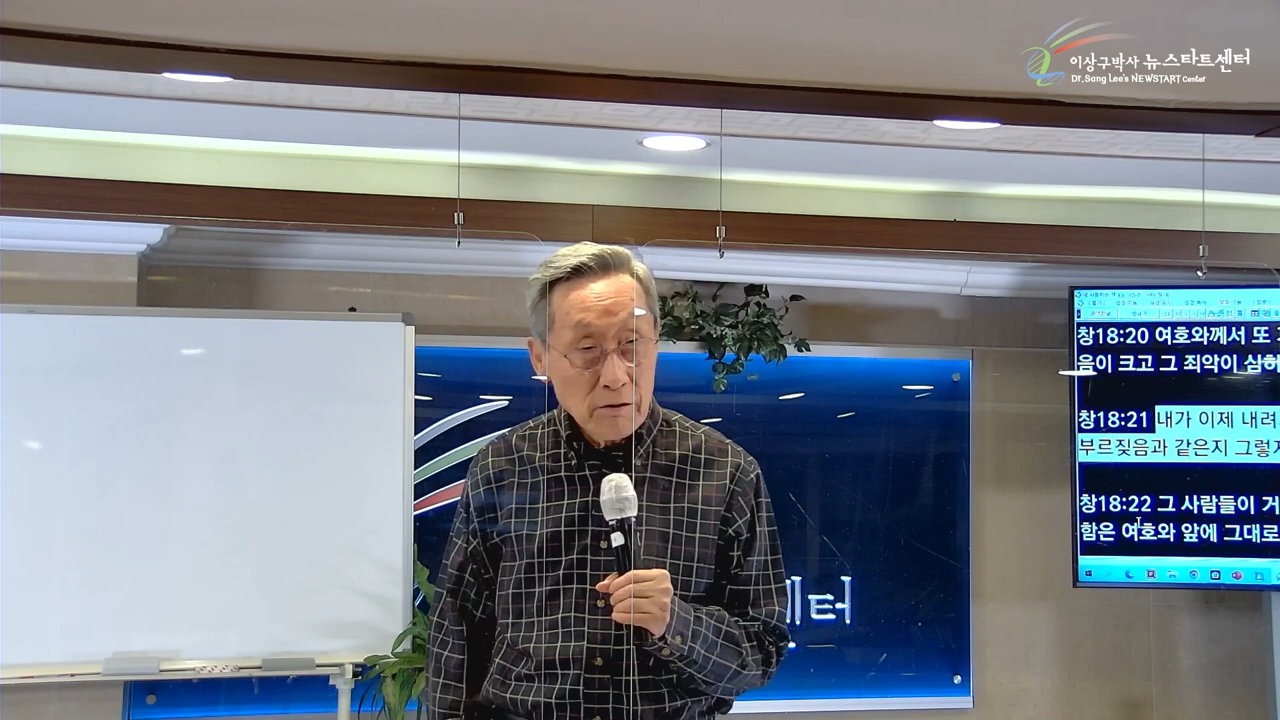 이상구박사 뉴스타트센터
Dr. Sang Lee's NEWSTART Center
창18:20 여호와께서 또
음이 크고 그 죄악이 심히
창18:21 내가 이제 내려
부르짖음과 같은지 그렇지
창18:22 그 사람들이 거
함은 여호와 앞에 그대로
터